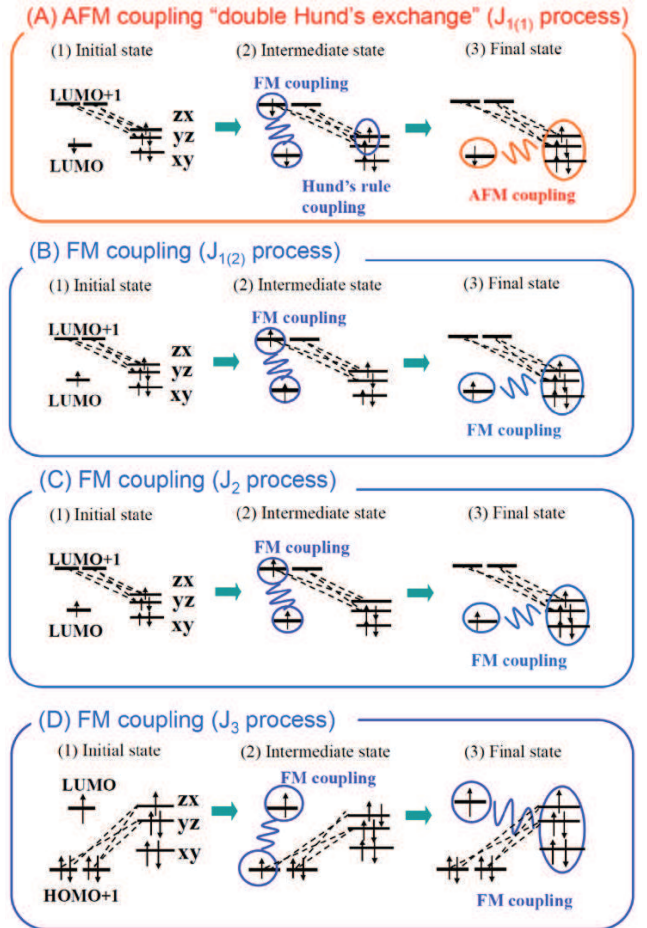 (A) AFM coupling “double Hund’s exchange” (J1(1) process)
(1) Initial state
(2) Intermediate state
(3) Final state
LUMO+1
LUMO
zx
yz
xy
FM coupling
Hund’s rule
coupling
AFM coupling
(B) FM coupling (J1(2) process)
(1) Initial state
(2) Intermediate state
(3) Final state
LUMO+1
LUMO
zx
yz
xy
FM coupling
FM coupling
(C) FM coupling (J2 process)
(1) Initial state
(2) Intermediate state
(3) Final state
LUMO+1
LUMO
zx
yz
xy
FM coupling
FM coupling
(D) FM coupling (J3 process)
(1) Initial state
(2) Intermediate state
(3) Final state
LUMO
HOMO+1
zx
yz
xy
FM coupling
FM coupling